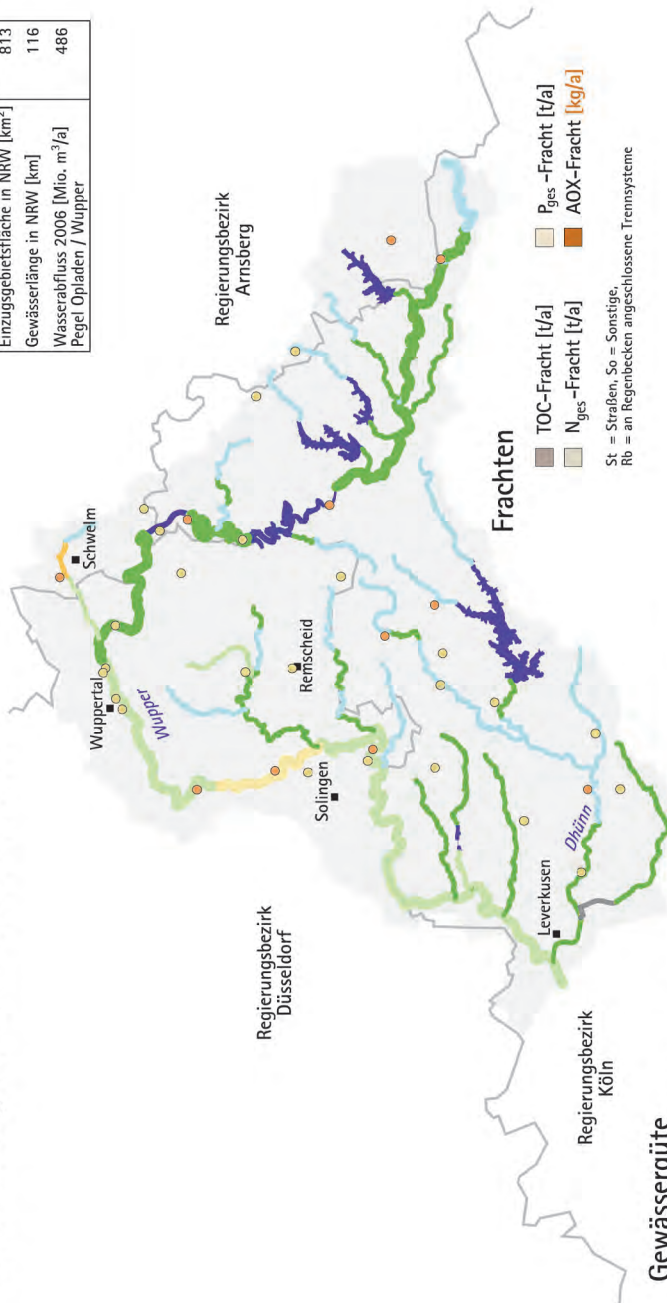 Einzugsgebietsfläche in NRW [km²] 813
Gewässerlänge in NRW [km] 116
Wasserabfluss 2006 [Mio. m³/a] 486
Pegel Opladen / Wupper
Regierungsbezirk
Arnsberg
Schwelm
Wuppertal
Wupper
Remscheid
Solingen
Regierungsbezirk
Düsseldorf
Leverkusen
Dhünn
Regierungsbezirk
Köln
Frachten
TOC-Fracht [t/a]
P ges -Fracht [t/a]
N ges -Fracht [t/a]
AOX-Fracht [kg/a]
St = Straßen, So = Sonstige,
Rb = an Regenbecken angeschlossene Trennsysteme
Gewässergüte